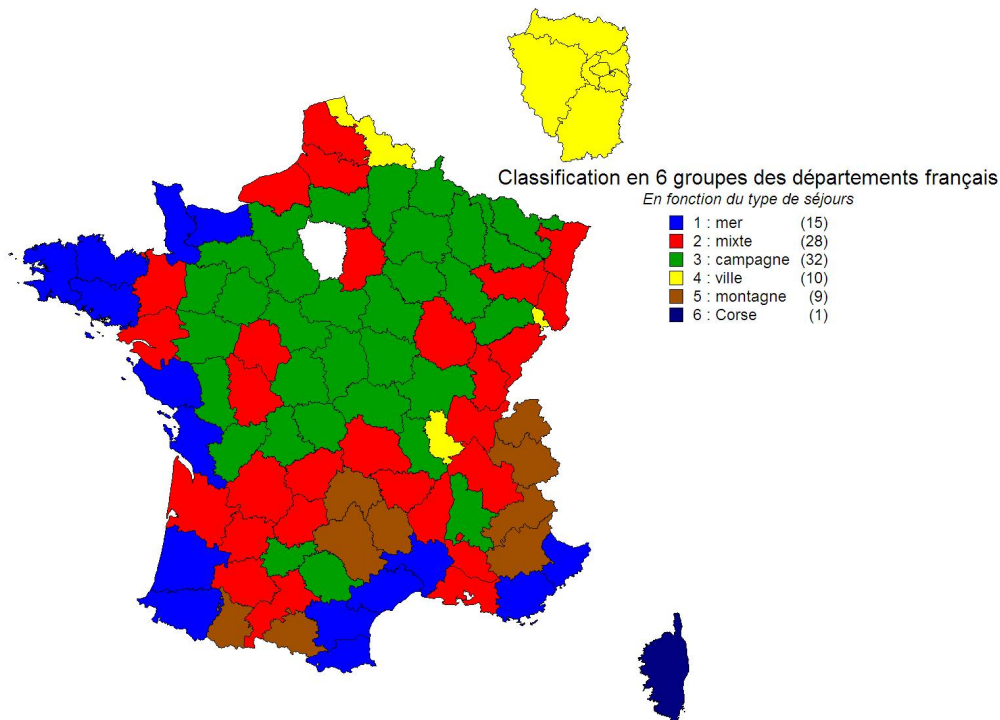 Classification en 6 groupes des départements français
En fonction du type de séjours
1 : mer (15)
2 : mixte (28)
3 : campagne (32)
4 : ville (10)
5 : montagne (9)
6 : Corse (1)